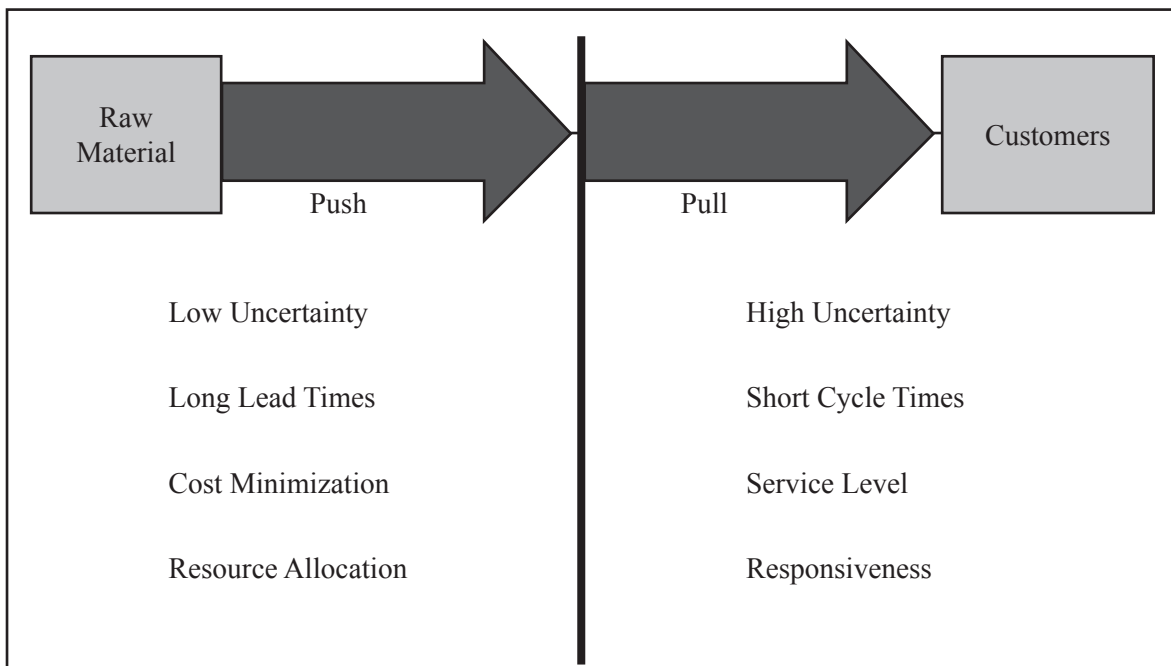 Raw
Material
Customers
Push
Pull
Low Uncertainty
High Uncertainty
Long Lead Times
Short Cycle Times
Cost Minimization
Service Level
Resource Allocation
Responsiveness